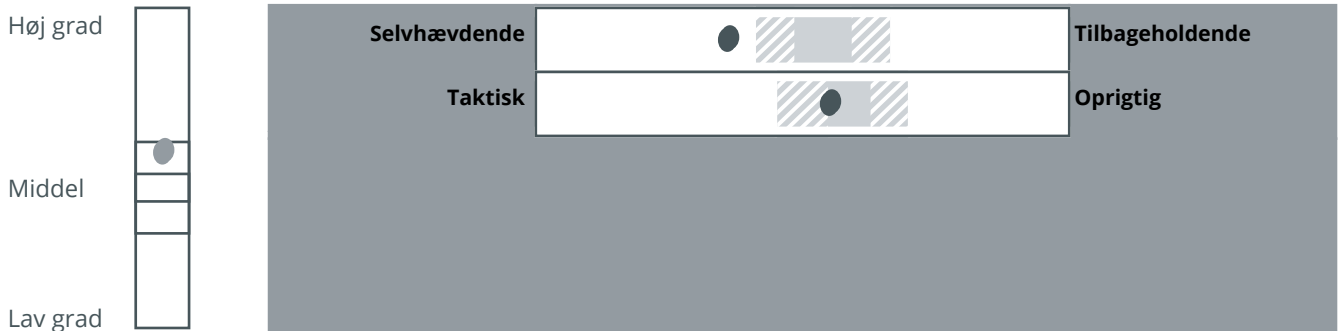 Høj grad
Middel
Lav grad
Selvhævdende
Tilbageholdende
Taktisk
Oprigtig